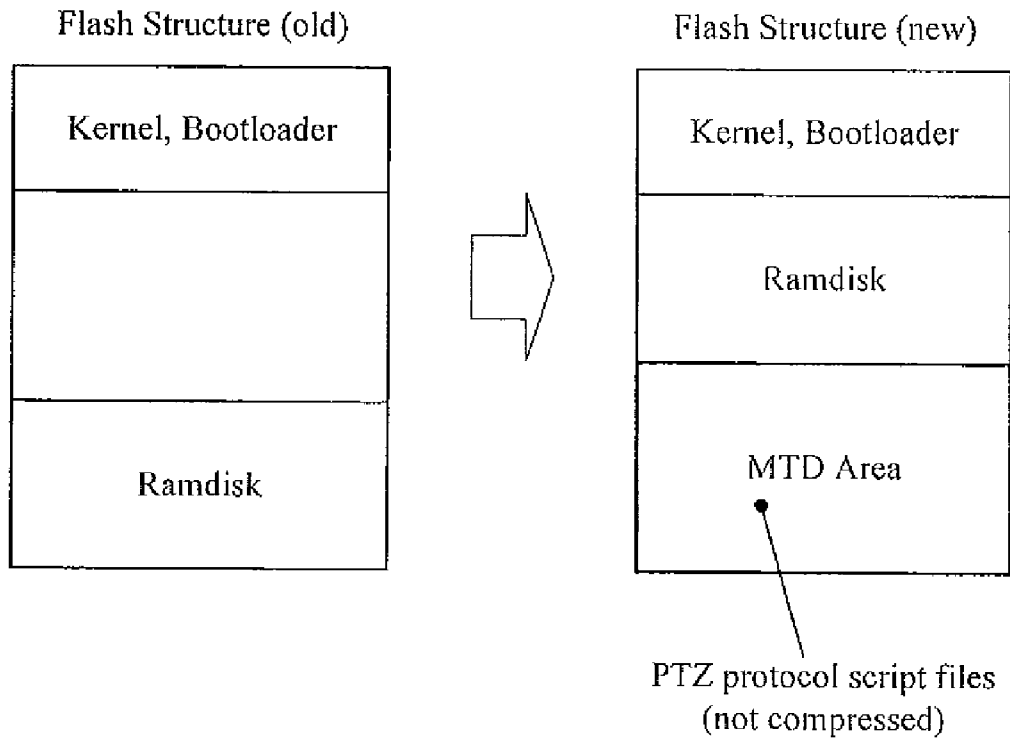 Flash Structure (old)
Kernel, Bootloader
Ramdisk
Flash Structure (new)
Kernel, Bootloader
Ramdisk
MTD Area
PTZ protocol script files
(not compressed)